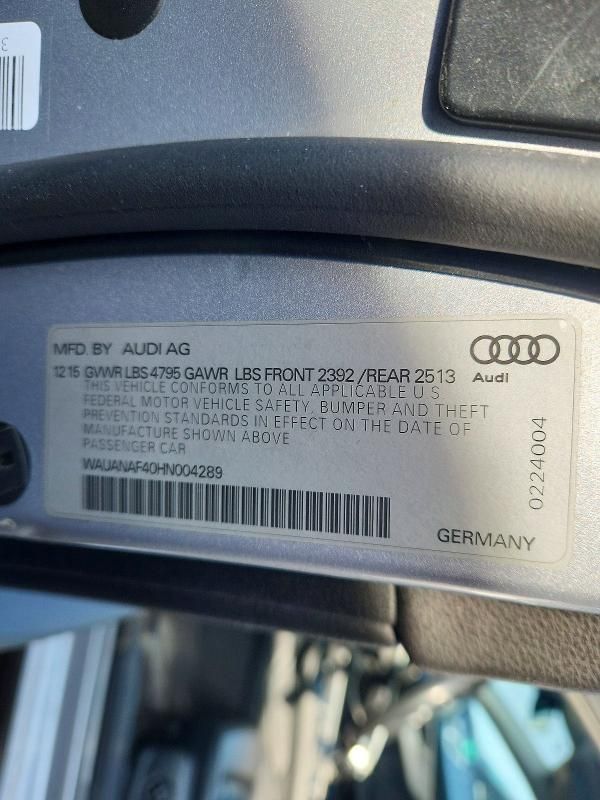 3
MFD. BY AUDI AG
Audi
12 15 GVWR LBS 4795 GAWR LBS FRONT 2392 /REAR 2513
THIS VEHICLE CONFORMS TO ALL APPLICABLE U S
FEDERAL MOTOR VEHICLE SAFETY, BUMPER AND THEFT
PREVENTION STANDARDS IN EFFECT ON THE DATE OF
MANUFACTURE SHOWN ABOVE
PASSENGER CAR
WAUANAF40HN004289
0224004
GERMANY